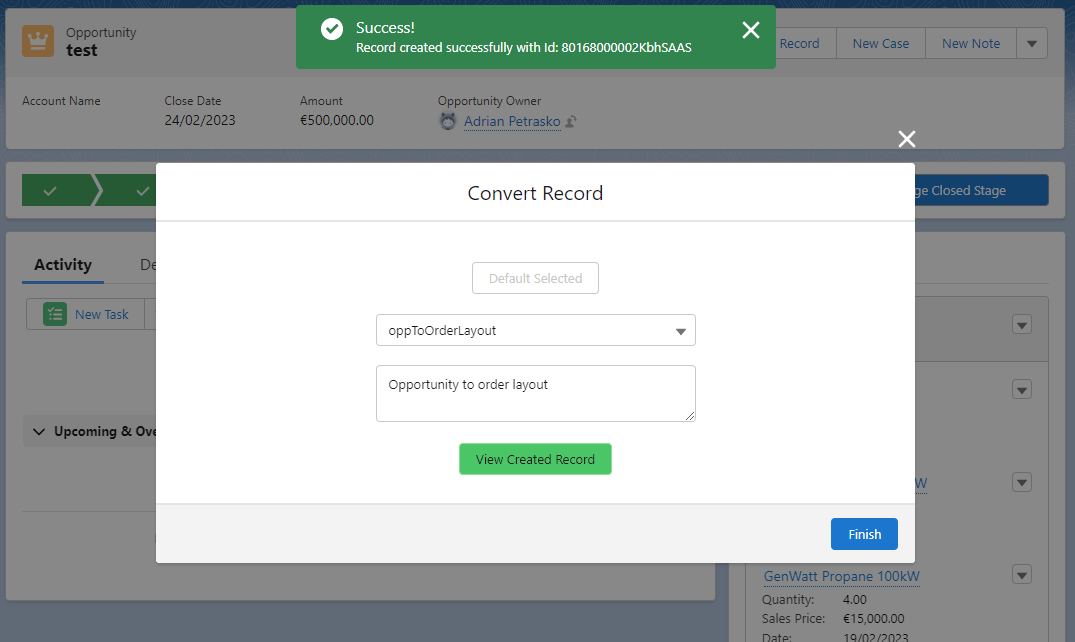 Opportunity
test
Success!
Record created successfully with Id: 80168000002KbhSAAS
Record
New Case
New Note
Account Name
Close Date
24/02/2023
Amount
€500,000.00
Opportunity Owner
Adrian Petrasko
Convert Record
ge Closed Stage
Default Selected
Activity
De
New Task
oppToOrderLayout
Opportunity to order layout
Upcoming & Ove
View Created Record
W
Finish
GenWatt Propane 100kW
Quantity: 4.00
Sales Price: €15,000.00
Date: 19/02/2023